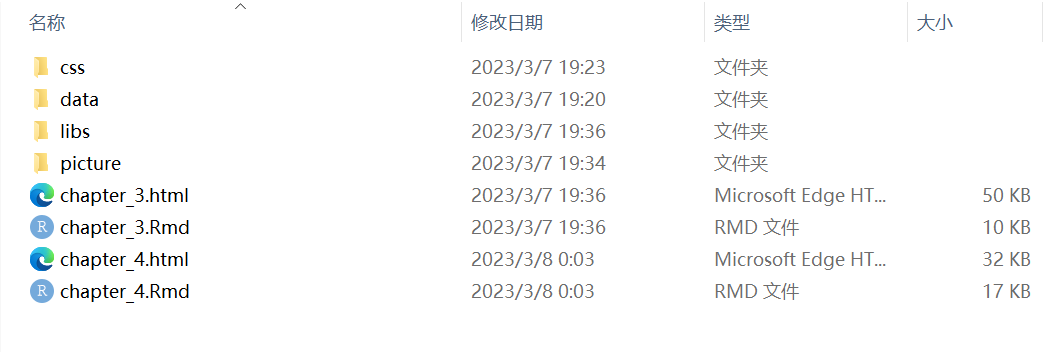 名称 修改日期 类型 大小
css 2023/3/7 19:23 文件夹
data 2023/3/7 19:20 文件夹
libs 2023/3/7 19:36 文件夹
picture 2023/3/7 19:34 文件夹
chapter_3.html 2023/3/7 19:36 Microsoft Edge HT... 50 KB
R chapter_3.Rmd 2023/3/7 19:36 RMD 文件 10 KB
chapter_4.html 2023/3/8 0:03 Microsoft Edge HT... 32 KB
R chapter_4.Rmd 2023/3/8 0:03 RMD 文件 17 KB